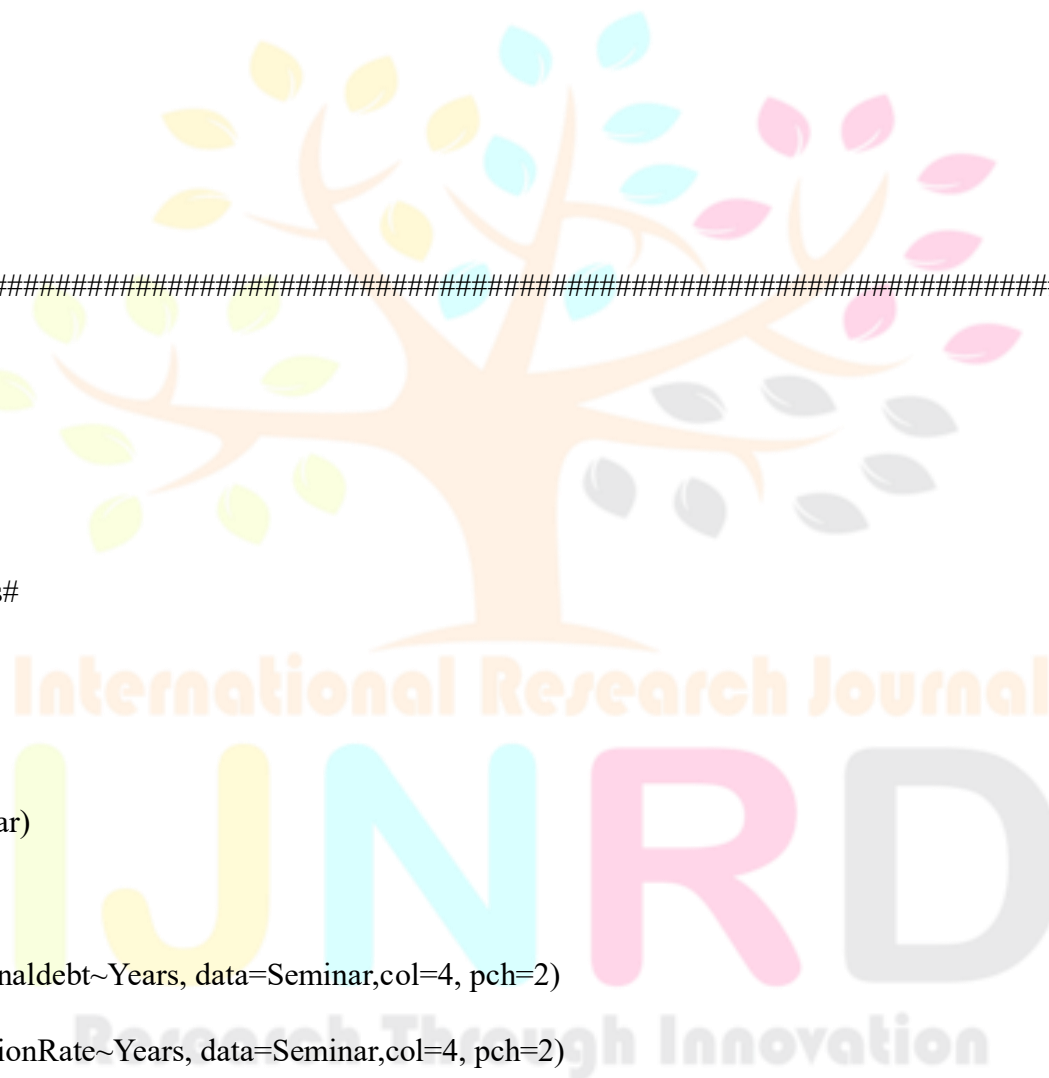 ################################################################### 
s#
International Research Journal
ar)
IJNRD
naldebt~Years, data=Seminar,col=4, pch=2)
Research Through Innovation
ionRate~Years, data=Seminar,col=4, pch=2)